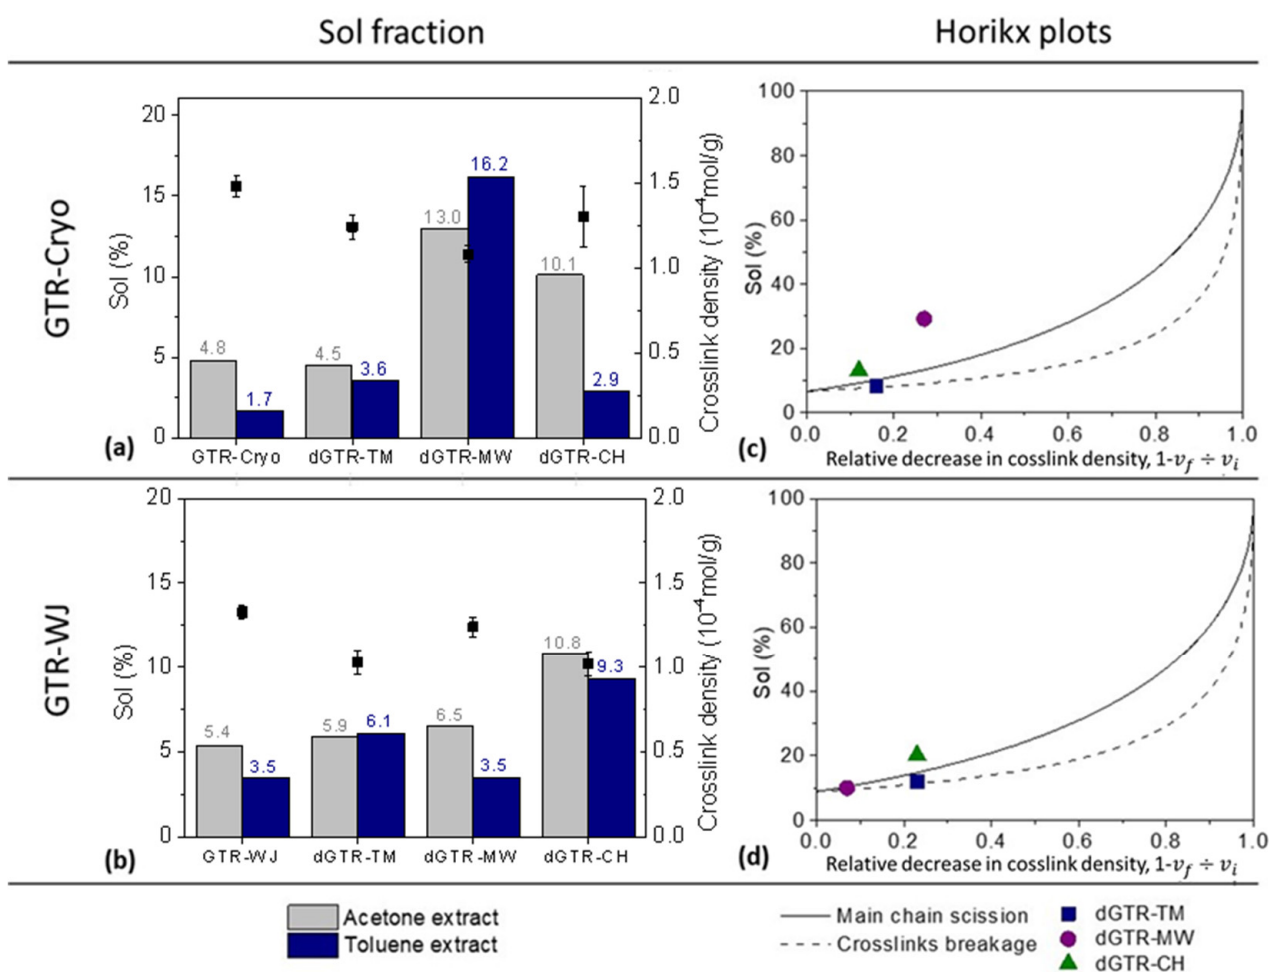 Sol fraction
Horikx plots
GTR-Cryo
20
15
10
5
0
Sol (%)
2.0
1.5
1.0
0.5
0.0
Crosslink density (10⁻⁴mol/g)
4.8
1.7
4.5
3.6
13.0
16.2
10.1
2.9
(a)
GTR-Cryo dGTR-TM dGTR-MW dGTR-CH
100
80
60
40
20
0
Sol (%)
(c)
0.0 0.2 0.4 0.6 0.8 1.0
Relative decrease in cosslink density, 1-𝑣𝑓 ÷ 𝑣𝑖
GTR-WJ
20
15
10
5
0
Sol (%)
2.0
1.5
1.0
0.5
0.0
Crosslink density (10⁻⁴mol/g)
5.4
3.5
5.9
6.1
6.5
3.5
10.8
9.3
(b)
GTR-WJ dGTR-TM dGTR-MW dGTR-CH
100
80
60
40
20
0
Sol (%)
(d)
0.0 0.2 0.4 0.6 0.8 1.0
Relative decrease in cosslink density, 1-𝑣𝑓 ÷ 𝑣𝑖
Acetone extract
Toluene extract
Main chain scission
Crosslinks breakage
dGTR-TM
dGTR-MW
dGTR-CH